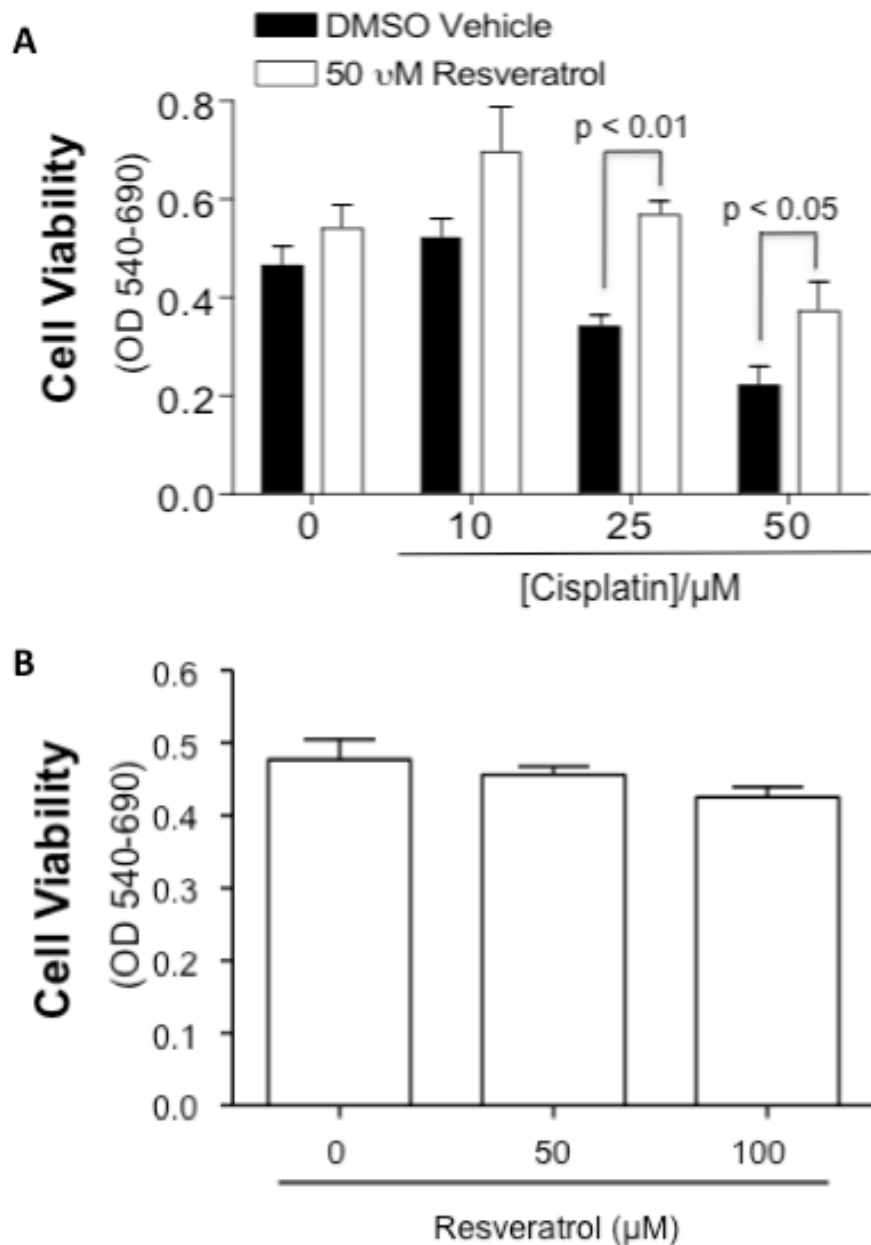 A
DMSO Vehicle
50 υM Resveratrol
Cell Viability
(OD 540-690)
0.8
0.6
0.4
0.2
0.0
p < 0.01
p < 0.05
0 10 25 50
[Cisplatin]/μM
B
Cell Viability
(OD 540-690)
0.6
0.5
0.4
0.3
0.2
0.1
0.0
0 50 100
Resveratrol (μM)